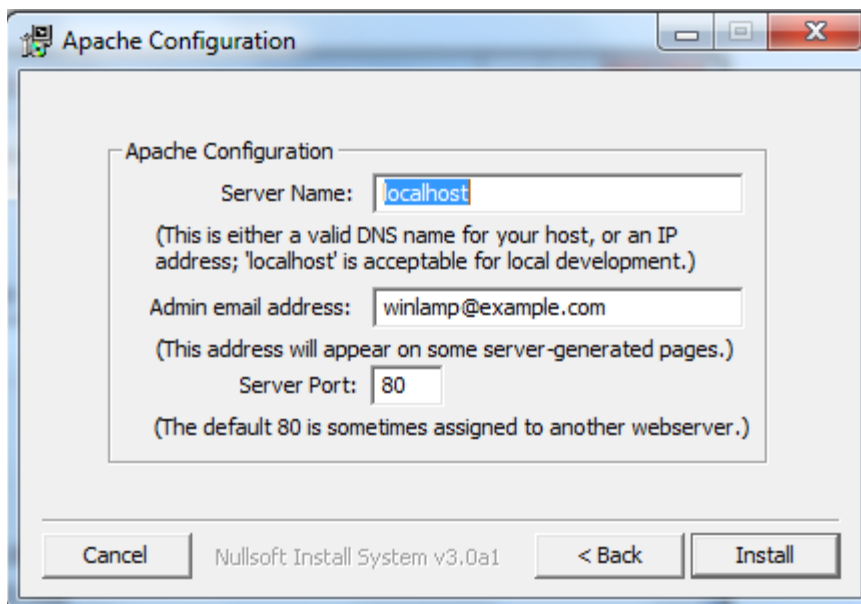 Apache Configuration
Apache Configuration
Server Name: localhost
(This is either a valid DNS name for your host, or an IP
address; 'localhost' is acceptable for local development.)
Admin email address: winlamp@example.com
(This address will appear on some server-generated pages.)
Server Port: 80
(The default 80 is sometimes assigned to another webserver.)
Cancel Nullsoft Install System v3.0a1 < Back Install